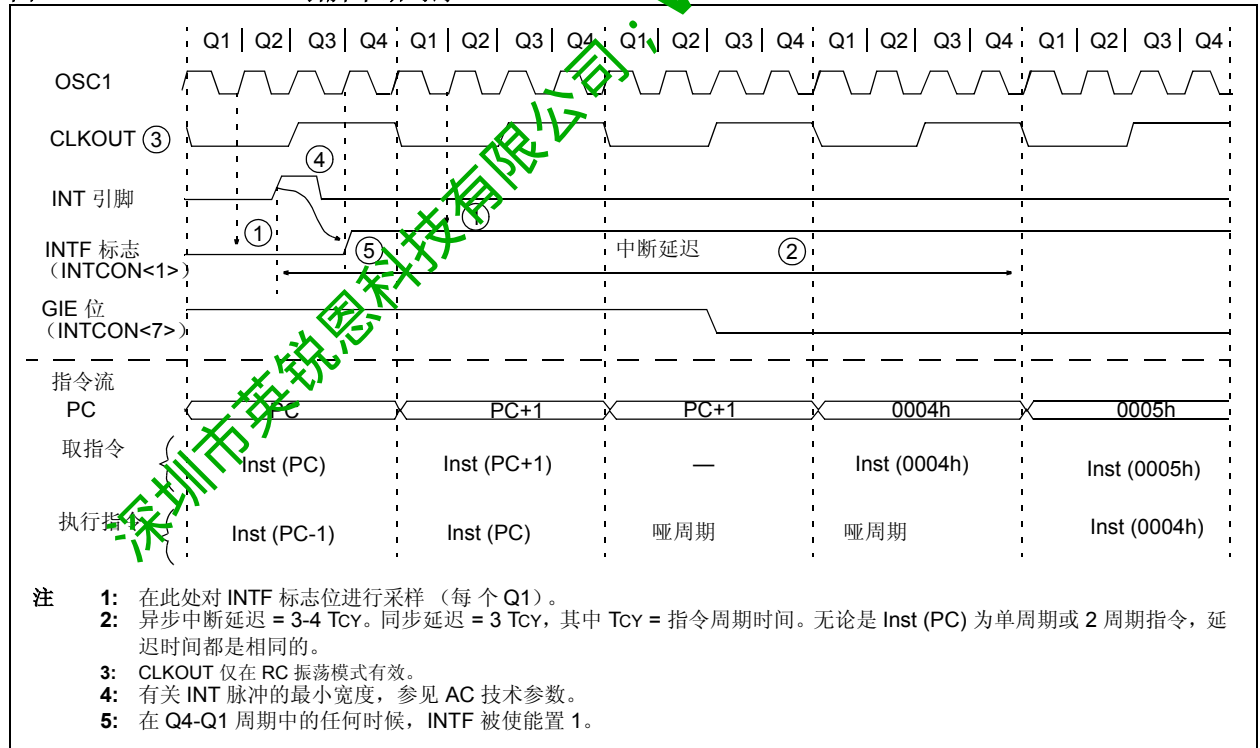 Q1 Q2 Q3 Q4 Q1 Q2 Q3 Q4 Q1 Q2 Q3 Q4 Q1 Q2 Q3 Q4 Q1 Q2 Q3 Q4
OSC1
CLKOUT ③
④
INT 引脚
① ①
INTF 标志
(INTCON<1>)
⑤ 中断延迟 ②
GIE 位
(INTCON<7>)
指令流
PC PC PC+1 PC+1 0004h 0005h
取指令 Inst (PC) Inst (PC+1) — Inst (0004h) Inst (0005h)
执行指令 Inst (PC-1) Inst (PC) 哑周期 哑周期 Inst (0004h)
注 1: 在此处对 INTF 标志位进行采样 (每 个 Q1)。
2: 异步中断延迟 = 3-4 TCY。同步延迟 = 3 TCY,其中 TCY = 指令周期时间。无论是 Inst (PC) 为单周期或 2 周期指令,延
迟时间都是相同的。
3: CLKOUT 仅在 RC 振荡模式有效。
4: 有关 INT 脉冲的最小宽度,参见 AC 技术参数。
5: 在 Q4-Q1 周期中的任何时候,INTF 被使能置 1。
深圳市英锐恩科技有限公司;